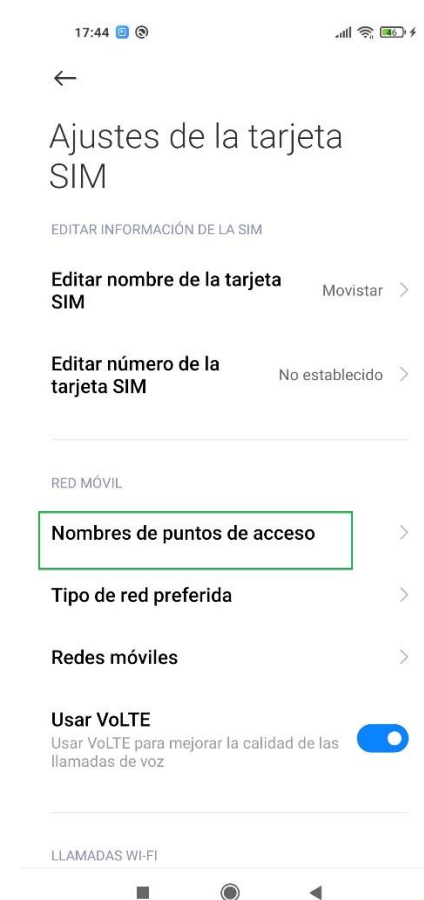 17:44
46
Ajustes de la tarjeta
SIM
EDITAR INFORMACIÓN DE LA SIM
Editar nombre de la tarjeta
SIM
Movistar
Editar número de la
tarjeta SIM
No establecido
RED MÓVIL
Nombres de puntos de acceso
Tipo de red preferida
Redes móviles
Usar VoLTE
Usar VoLTE para mejorar la calidad de las
llamadas de voz
LLAMADAS WI-FI